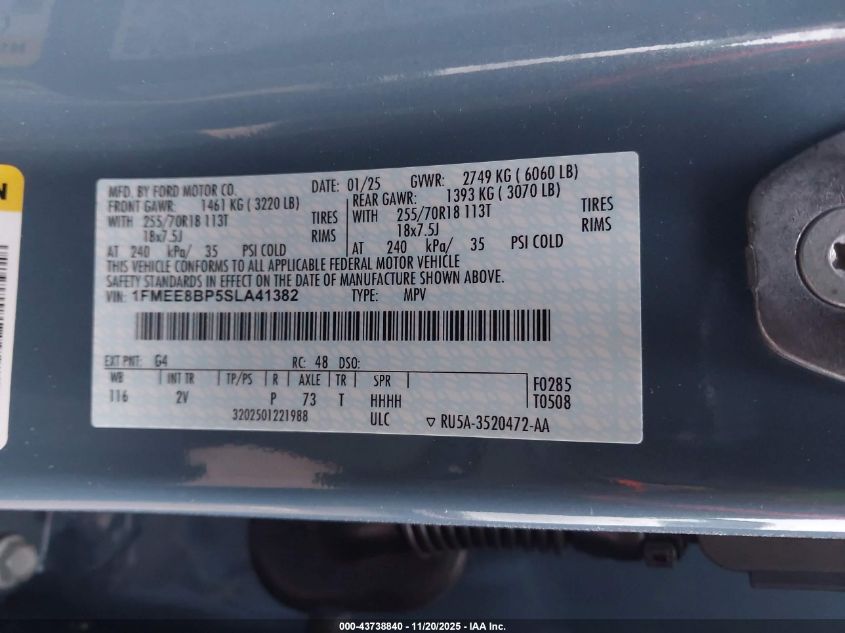 MFD. BY FORD MOTOR CO. DATE: 01/25 GVWR: 2749 KG ( 6060 LB)
FRONT GAWR: 1461 KG ( 3220 LB) REAR GAWR: 1393 KG ( 3070 LB)
WITH 255/70R18 113T TIRES WITH 255/70R18 113T TIRES
18x7.5J RIMS 18x7.5J RIMS
AT 240 kPa/ 35 PSI COLD AT 240 kPa/ 35 PSI COLD
THIS VEHICLE CONFORMS TO ALL APPLICABLE FEDERAL MOTOR VEHICLE
SAFETY STANDARDS IN EFFECT ON THE DATE OF MANUFACTURE SHOWN ABOVE.
VIN: 1FMEE8BP5SLA41382 TYPE: MPV
EXT PNT: G4 RC: 48 DSO:
WB INT TR TP/PS R AXLE TR SPR F0285
116 2V P 73 T HHHH T0508
3202501221988 ULC ▽ RU5A-3520472-AA
N
000-43738840 - 11/20/2025 - IAA Inc.